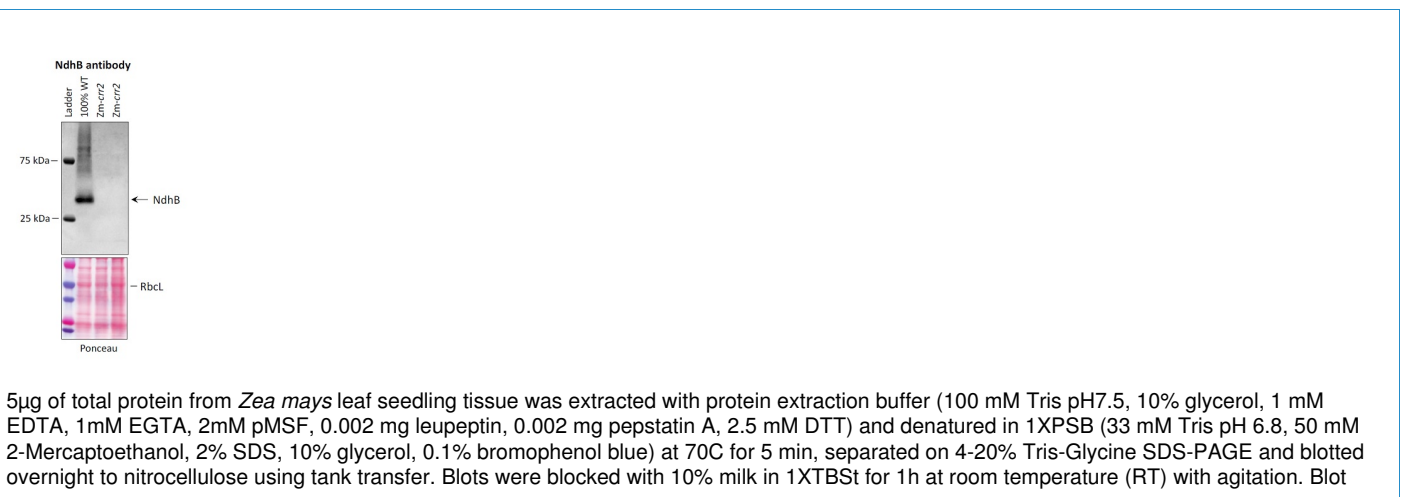 NdhB antibody
Ladder
100% WT
Zm-crr2
Zm-crr2
75 kDa
NdhB
25 kDa
RbcL
Ponceau
5µg of total protein from Zea mays leaf seedling tissue was extracted with protein extraction buffer (100 mM Tris pH7.5, 10% glycerol, 1 mM
EDTA, 1mM EGTA, 2mM pMSF, 0.002 mg leupeptin, 0.002 mg pepstatin A, 2.5 mM DTT) and denatured in 1XPSB (33 mM Tris pH 6.8, 50 mM
2-Mercaptoethanol, 2% SDS, 10% glycerol, 0.1% bromophenol blue) at 70C for 5 min, separated on 4-20% Tris-Glycine SDS-PAGE and blotted
overnight to nitrocellulose using tank transfer. Blots were blocked with 10% milk in 1XTBSt for 1h at room temperature (RT) with agitation. Blot